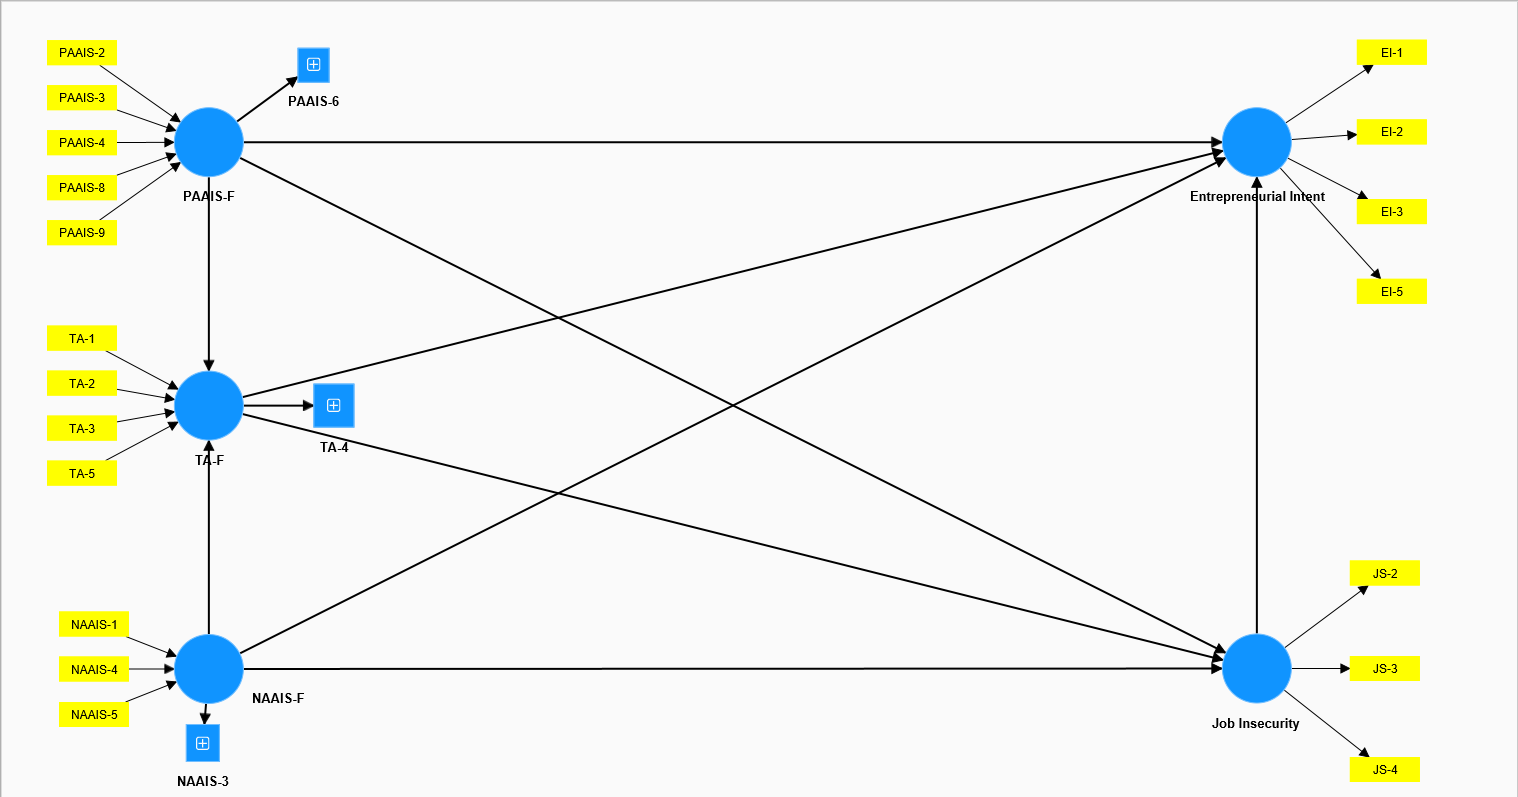 PAAIS-2
PAAIS-3
PAAIS-4
PAAIS-8
PAAIS-9
PAAIS-6
PAAIS-F
EI-1
EI-2
EI-3
EI-5
Entrepreneurial Intent
TA-1
TA-2
TA-3
TA-5
TA-4
TA-F
NAAIS-1
NAAIS-4
NAAIS-5
NAAIS-F
NAAIS-3
JS-2
JS-3
JS-4
Job Insecurity